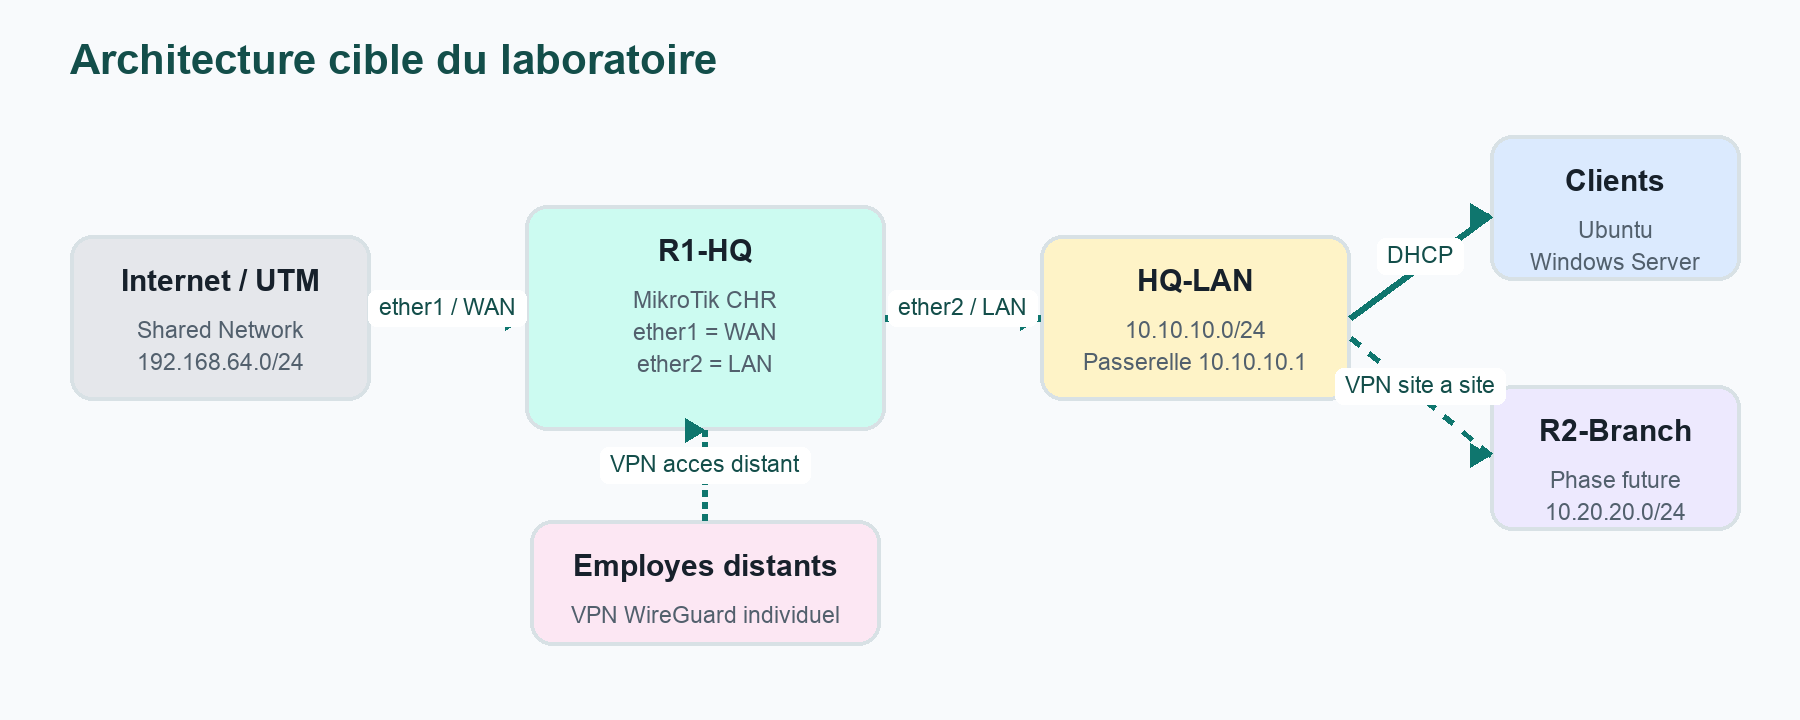 Architecture cible du laboratoire
Internet / UTM
Shared Network
192.168.64.0/24
ether1 / WAN
R1-HQ
MikroTik CHR
ether1 = WAN
ether2 = LAN
ether2 / LAN
HQ-LAN
10.10.10.0/24
Passerelle 10.10.10.1
DHCP
Clients
Ubuntu
Windows Server
VPN site a site
R2-Branch
Phase future
10.20.20.0/24
VPN acces distant
Employes distants
VPN WireGuard individuel